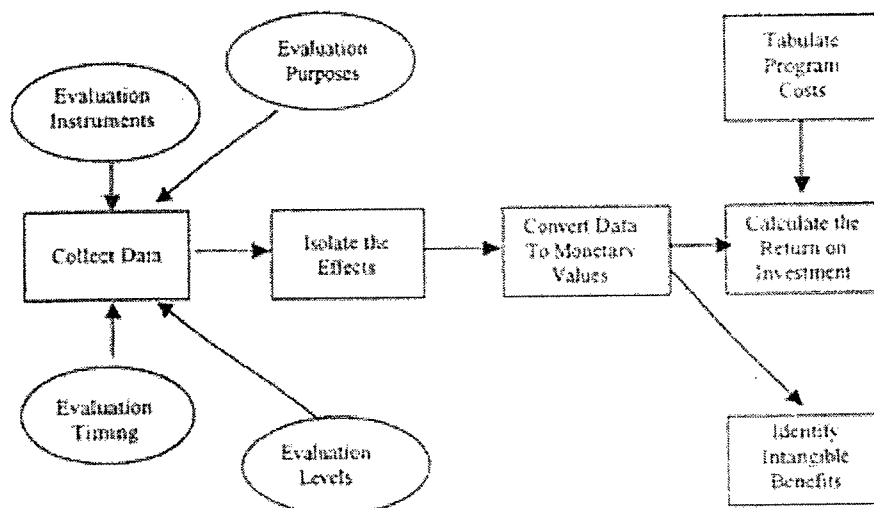 Evaluation
Purposes
Tabulate
Program
Costs
Evaluation
Instruments
Collect Data
Isolate the
Effects
Convert Data
To Monetary
Values
Calculate the
Return on
Investment
Evaluation
Timing
Evaluation
Levels
Identify
Intangible
Benefits